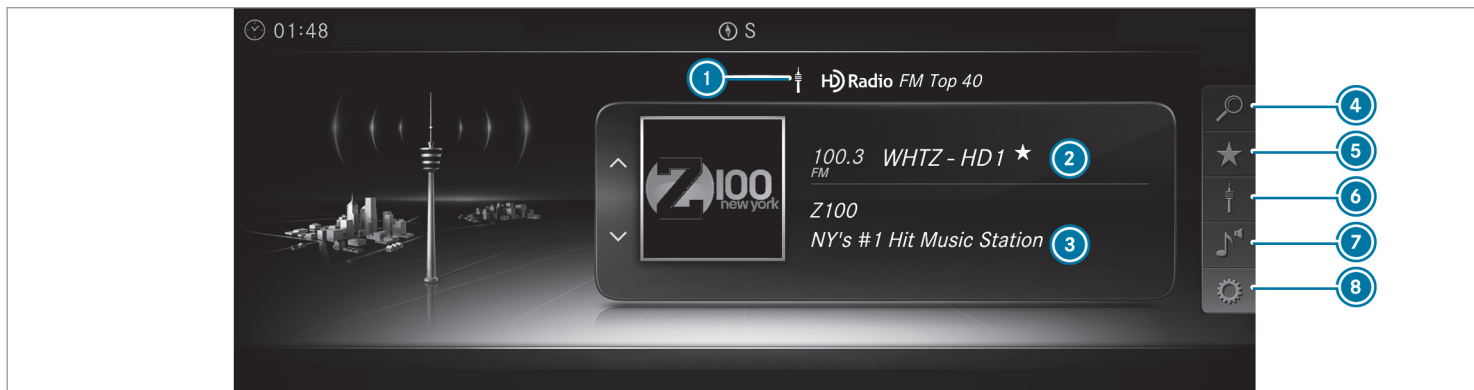 01:48
S
1
HD Radio FM Top 40
4
100.3 WHTZ - HD1 ★ 2
FM
5
Z100
new york
6
Z100
NY's #1 Hit Music Station 3
7
8